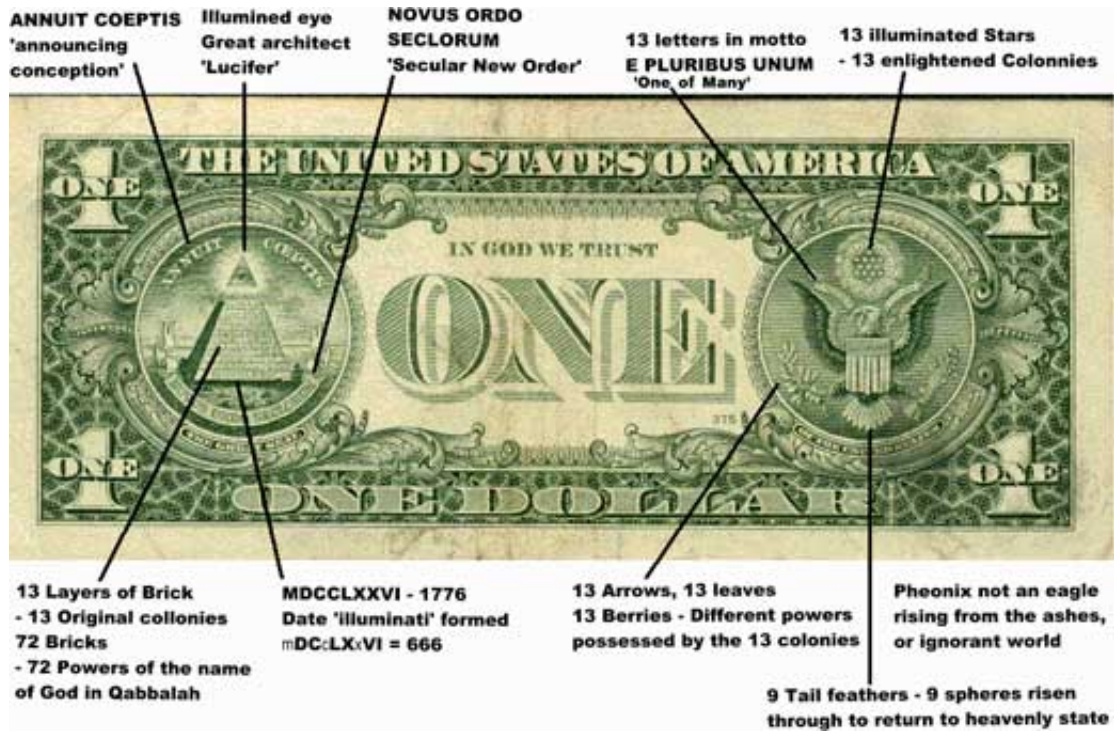 ANNUIT COEPTIS
'announcing
conception'
Illumined eye
Great architect
'Lucifer'
NOVUS ORDO
SECLORUM
'Secular New Order'
13 letters in motto
E PLURIBUS UNUM
'One of Many'
13 illuminated Stars
- 13 enlightened Colonnies
THE UNITED STATES OF AMERICA
1
ONE
1
ONE
ANNUIT COEPTIS
IN GOD WE TRUST
ONE
375
1
ONE
1
ONE
ONE DOLLAR
13 Layers of Brick
- 13 Original collonies
72 Bricks
- 72 Powers of the name
of God in Qabbalah
MDCCLXXVI - 1776
Date 'illuminati' formed
mDCcLXxVI = 666
13 Arrows, 13 leaves
13 Berries - Different powers
possessed by the 13 colonies
Pheonix not an eagle
rising from the ashes,
or ignorant world
9 Tail feathers - 9 spheres risen
through to return to heavenly state